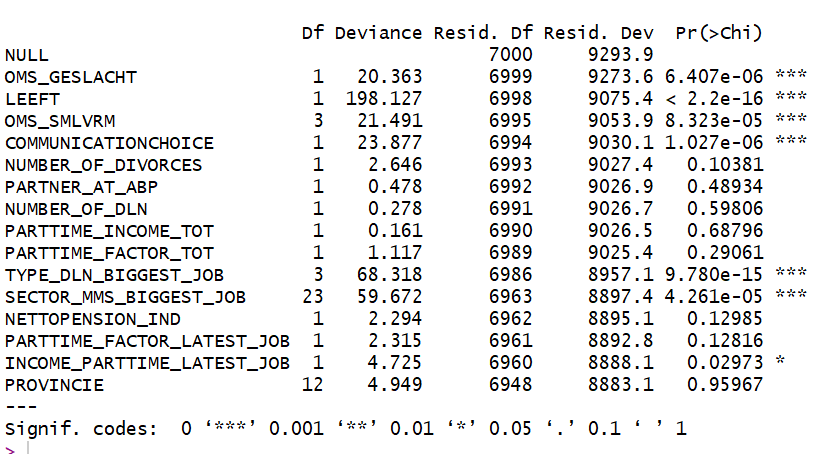 Df Deviance Resid. Df Resid. Dev Pr(>Chi)
NULL 7000 9293.9
OMS_GESLACHT 1 20.363 6999 9273.6 6.407e-06 ***
LEEFT 1 198.127 6998 9075.4 < 2.2e-16 ***
OMS_SMLVRM 3 21.491 6995 9053.9 8.323e-05 ***
COMMUNICATIONCHOICE 1 23.877 6994 9030.1 1.027e-06 ***
NUMBER_OF_DIVORCES 1 2.646 6993 9027.4 0.10381
PARTNER_AT_ABP 1 0.478 6992 9026.9 0.48934
NUMBER_OF_DLN 1 0.278 6991 9026.7 0.59806
PARTTIME_INCOME_TOT 1 0.161 6990 9026.5 0.68796
PARTTIME_FACTOR_TOT 1 1.117 6989 9025.4 0.29061
TYPE_DLN_BIGGEST_JOB 3 68.318 6986 8957.1 9.780e-15 ***
SECTOR_MMS_BIGGEST_JOB 23 59.672 6963 8897.4 4.261e-05 ***
NETTOPENSION_IND 1 2.294 6962 8895.1 0.12985
PARTTIME_FACTOR_LATEST_JOB 1 2.315 6961 8892.8 0.12816
INCOME_PARTTIME_LATEST_JOB 1 4.725 6960 8888.1 0.02973 *
PROVINCIE 12 4.949 6948 8883.1 0.95967
---
Signif. codes: 0 ‘***’ 0.001 ‘**’ 0.01 ‘*’ 0.05 ‘.’ 0.1 ‘ ’ 1
>